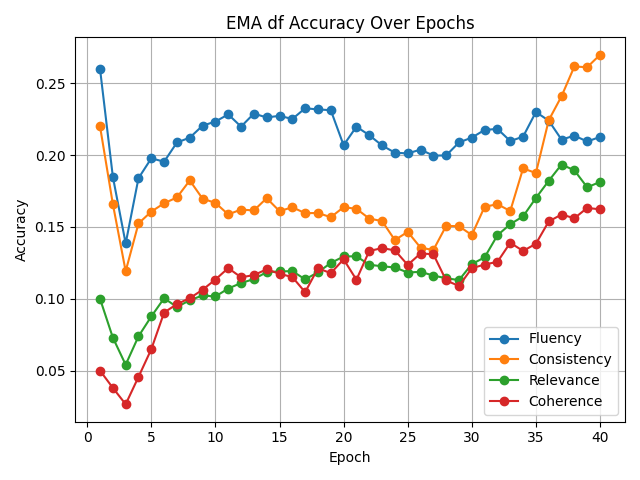 EMA df Accuracy Over Epochs
Accuracy
0.25
0.20
0.15
0.10
0.05
0 5 10 15 20 25 30 35 40
Epoch
Fluency
Consistency
Relevance
Coherence